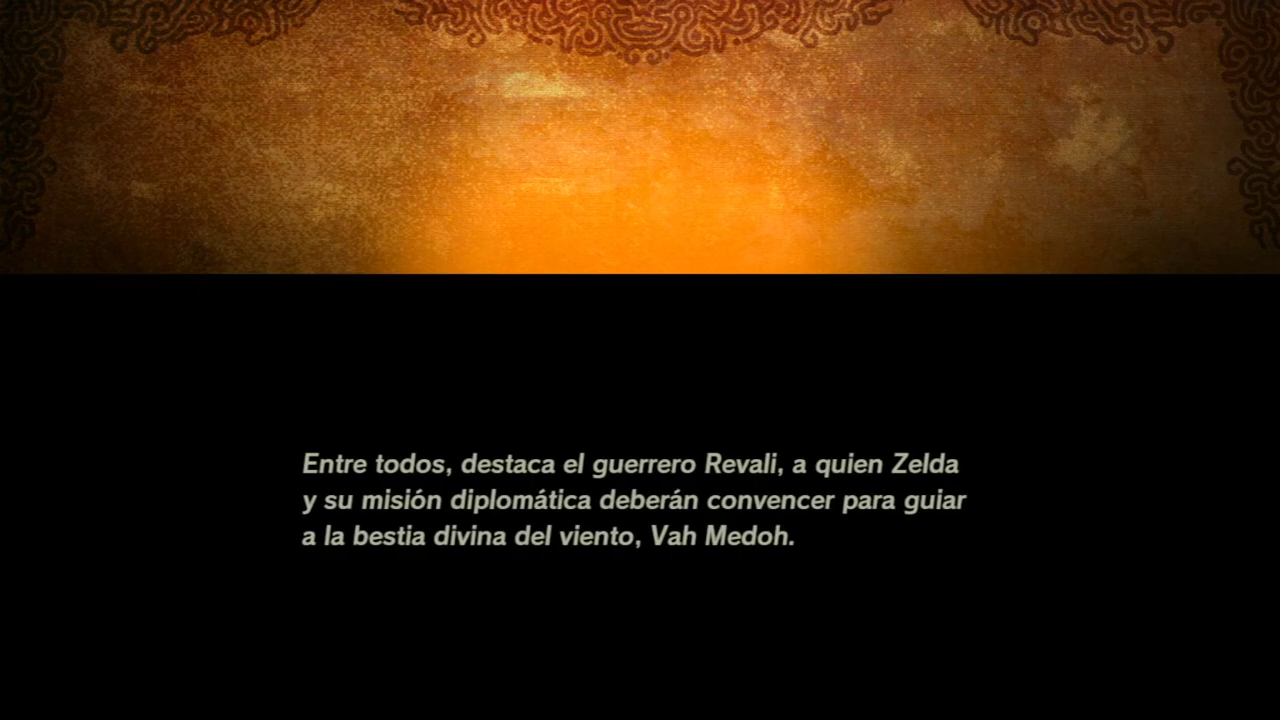 Entre todos, destaca el guerrero Revali, a quien Zelda
y su misión diplomática deberán convencer para guiar
a la bestia divina del viento, Vah Medoh.